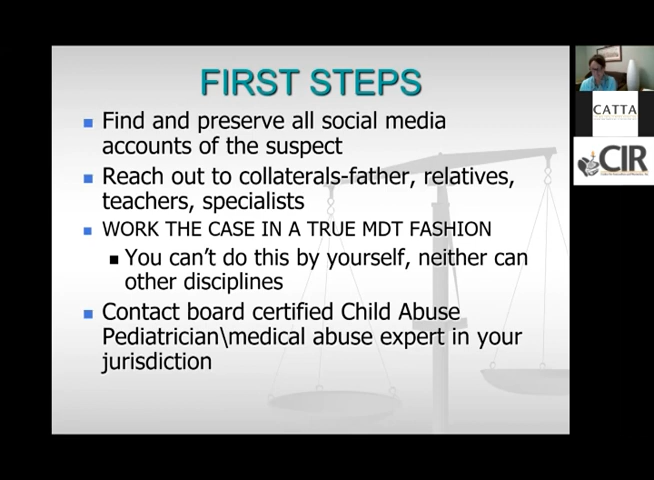 FIRST STEPS
Find and preserve all social media
accounts of the suspect
Reach out to collaterals-father, relatives,
teachers, specialists
WORK THE CASE IN A TRUE MDT FASHION
You can't do this by yourself, neither can
other disciplines
Contact board certified Child Abuse
Pediatrician\medical abuse expert in your
jurisdiction
CATTA
CIR